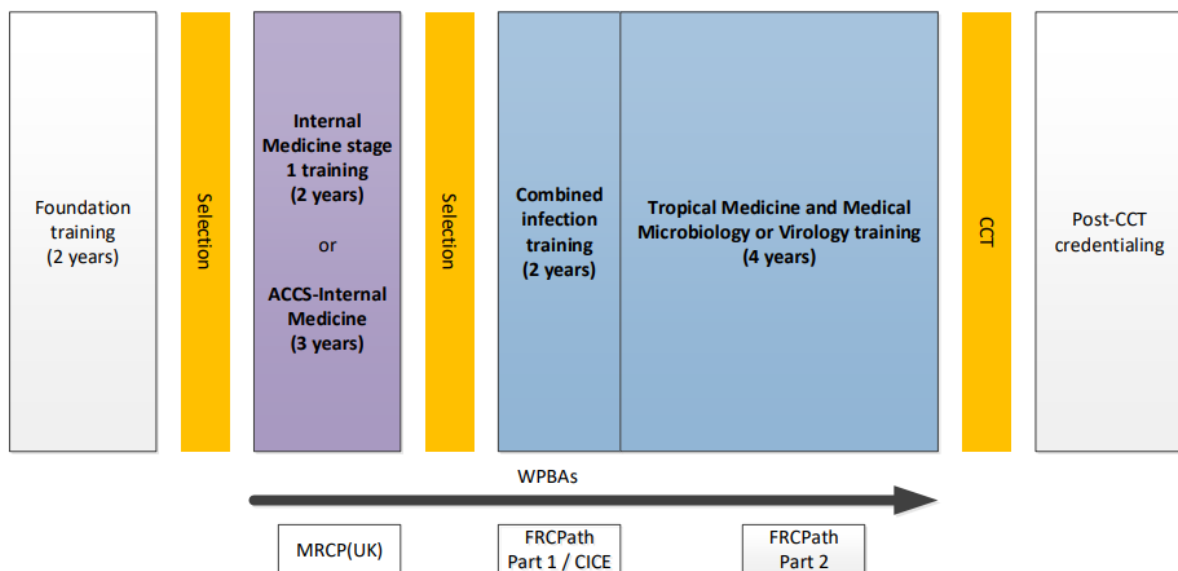 Foundation
training
(2 years)
Selection
Internal
Medicine stage
1 training
(2 years)
or
ACCS-Internal
Medicine
(3 years)
Selection
Combined
infection
training
(2 years)
Tropical Medicine and Medical
Microbiology or Virology training
(4 years)
CCT
Post-CCT
credentialing
WPBAs
MRCP(UK)
FRCPath
Part 1 / CICE
FRCPath
Part 2